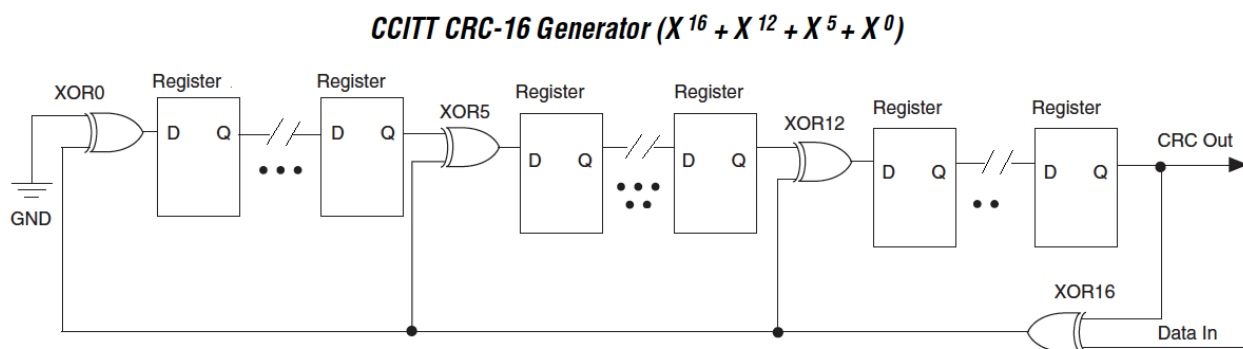 CCITT CRC-16 Generator (X 16 + X 12 + X 5 + X 0)
XOR0
Register
Register
XOR5
Register
Register
XOR12
Register
Register
CRC Out
D Q
D Q
D Q
D Q
D Q
D Q
GND
XOR16
Data In